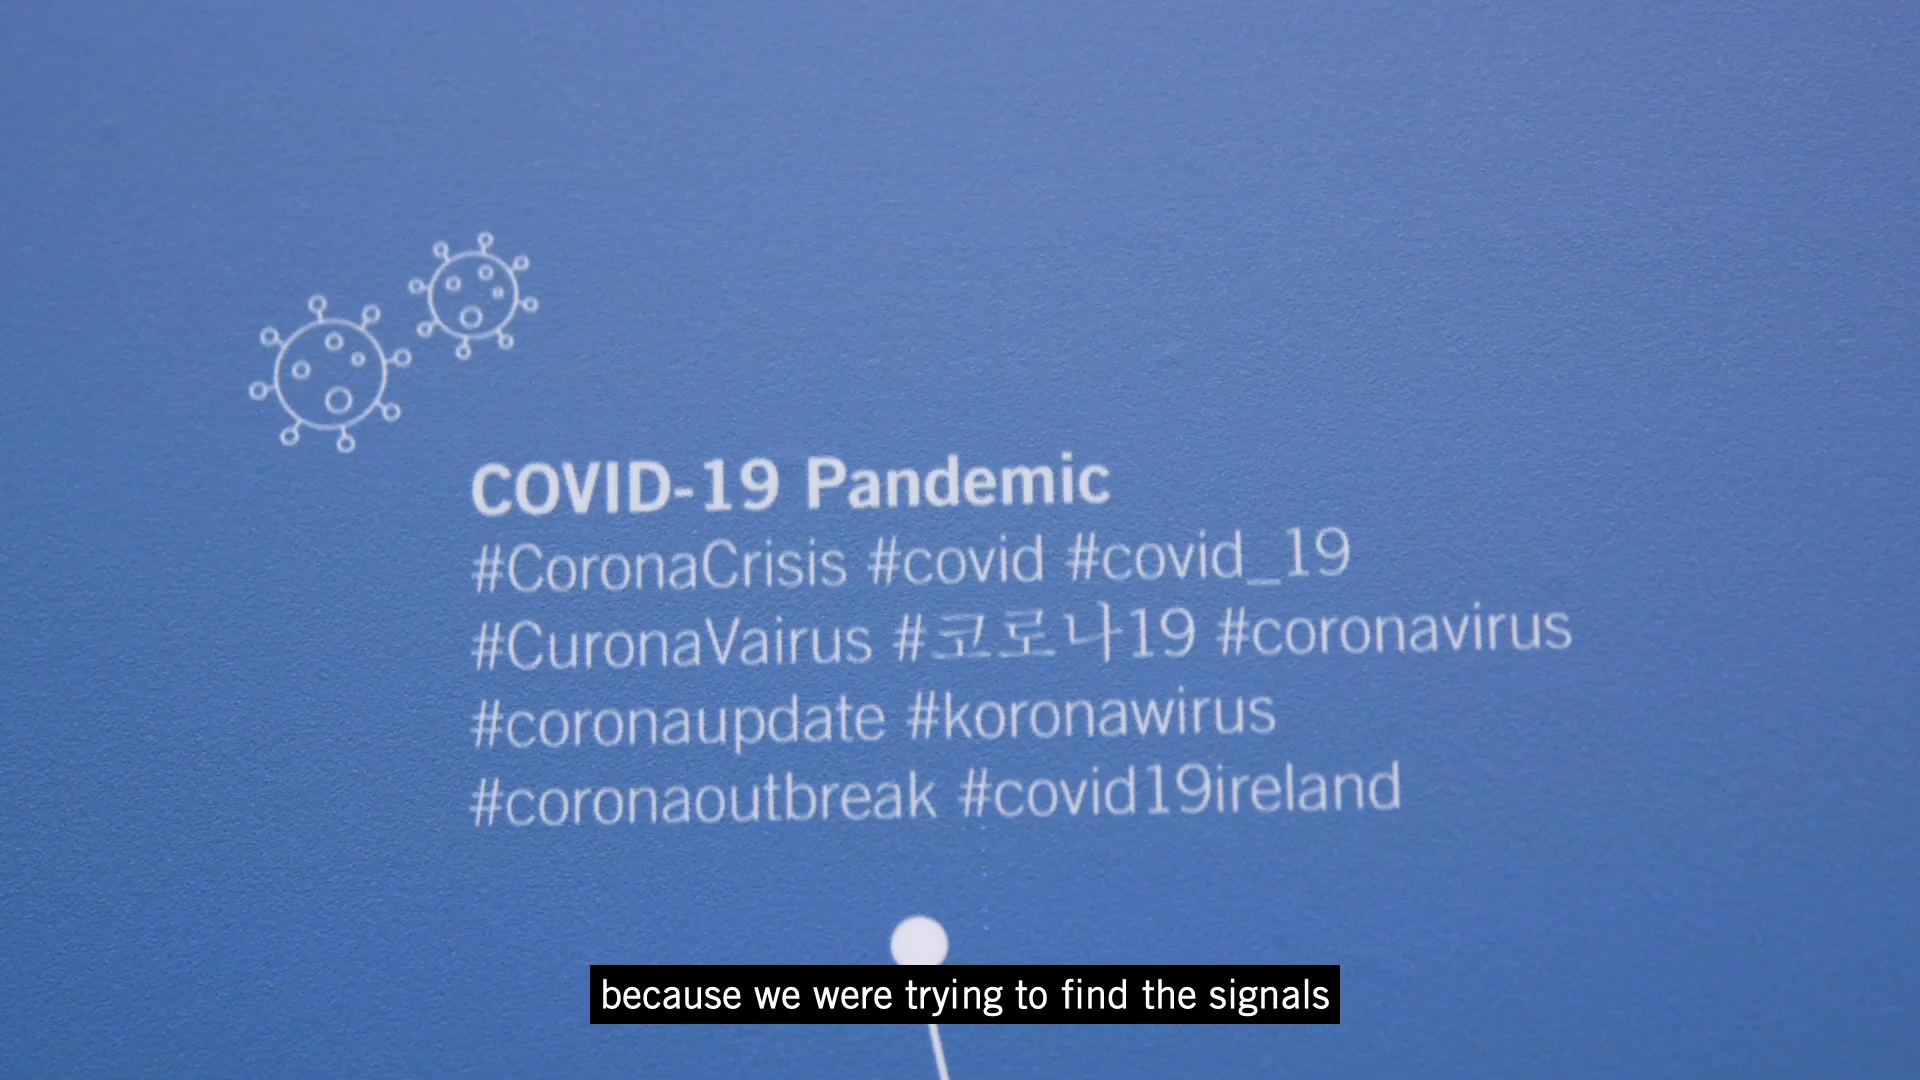 COVID-19 Pandemic
#CoronaCrisis #covid #covid_19
#CuronaVairus #코로나19 #coronavirus
#coronaupdate #koronawirus
#coronaoutbreak #covid19ireland
because we were trying to find the signals